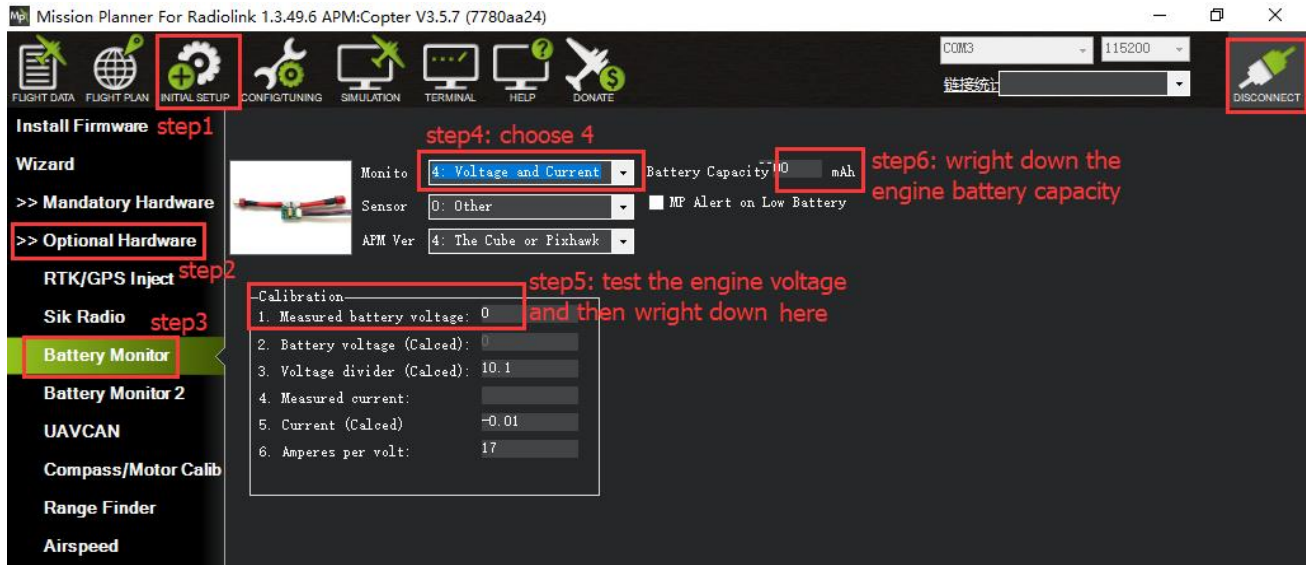 Mission Planner For Radiolink 1.3.49.6 APM:Copter V3.5.7 (7780aa24)
FLIGHT DATA
FLIGHT PLAN
INITIAL SETUP
CONFIG/TUNING
SIMULATION
TERMINAL
HELP
DONATE
COM3
115200
链接统计
DISCONNECT
Install Firmware
step1
Wizard
>> Mandatory Hardware
>> Optional Hardware
step2
RTK/GPS Inject
Sik Radio
step3
Battery Monitor
Battery Monitor 2
UAVCAN
Compass/Motor Calib
Range Finder
Airspeed
step4: choose 4
Monito 4: Voltage and Current
Battery Capacity mAh
step6: wright down the
engine battery capacity
Sensor 0: Other
MP Alert on Low Battery
APM Ver 4: The Cube or Pixhawk
step5: test the engine voltage
and then wright down here
Calibration
1. Measured battery voltage: 0
2. Battery voltage (Calced): 0
3. Voltage divider (Calced): 10.1
4. Measured current:
5. Current (Calced) -0.01
6. Amperes per volt: 17